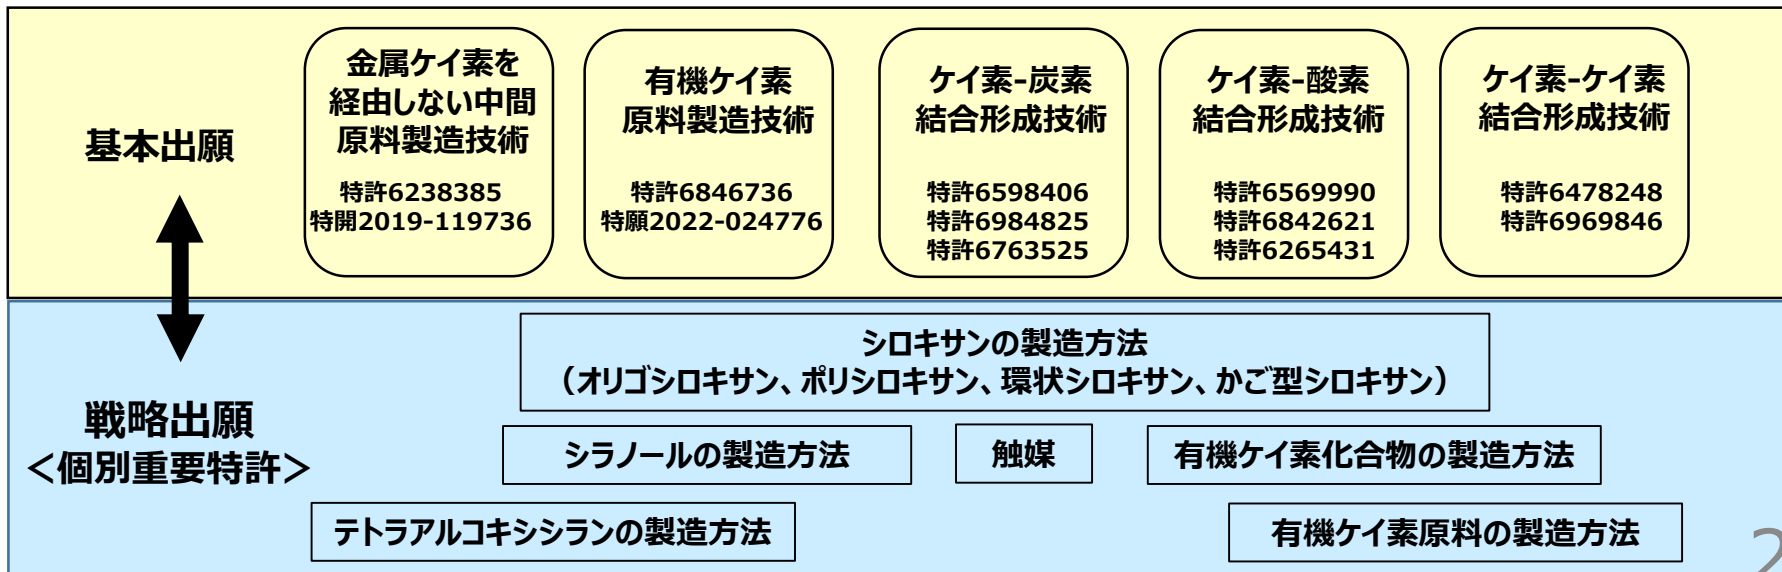 基本出願
金属ケイ素を
経由しない中間
原料製造技術
特許6238385
特開2019-119736
有機ケイ素
原料製造技術
特許6846736
特願2022-024776
ケイ素-炭素
結合形成技術
特許6598406
特許6984825
特許6763525
ケイ素-酸素
結合形成技術
特許6569990
特許6842621
特許6265431
ケイ素-ケイ素
結合形成技術
特許6478248
特許6969846
戦略出願
＜個別重要特許＞
シロキサンの製造方法
（オリゴシロキサン、ポリシロキサン、環状シロキサン、かご型シロキサン）
シラノールの製造方法
触媒
有機ケイ素化合物の製造方法
テトラアルコキシシランの製造方法
有機ケイ素原料の製造方法